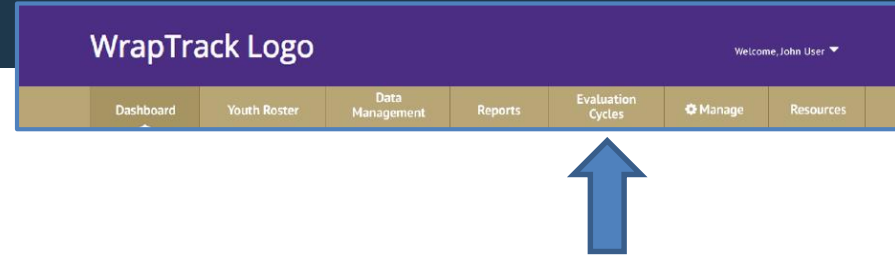 WrapTrack Logo
Welcome, John User
Dashboard
Youth Roster
Data
Management
Reports
Evaluation
Cycles
Manage
Resources